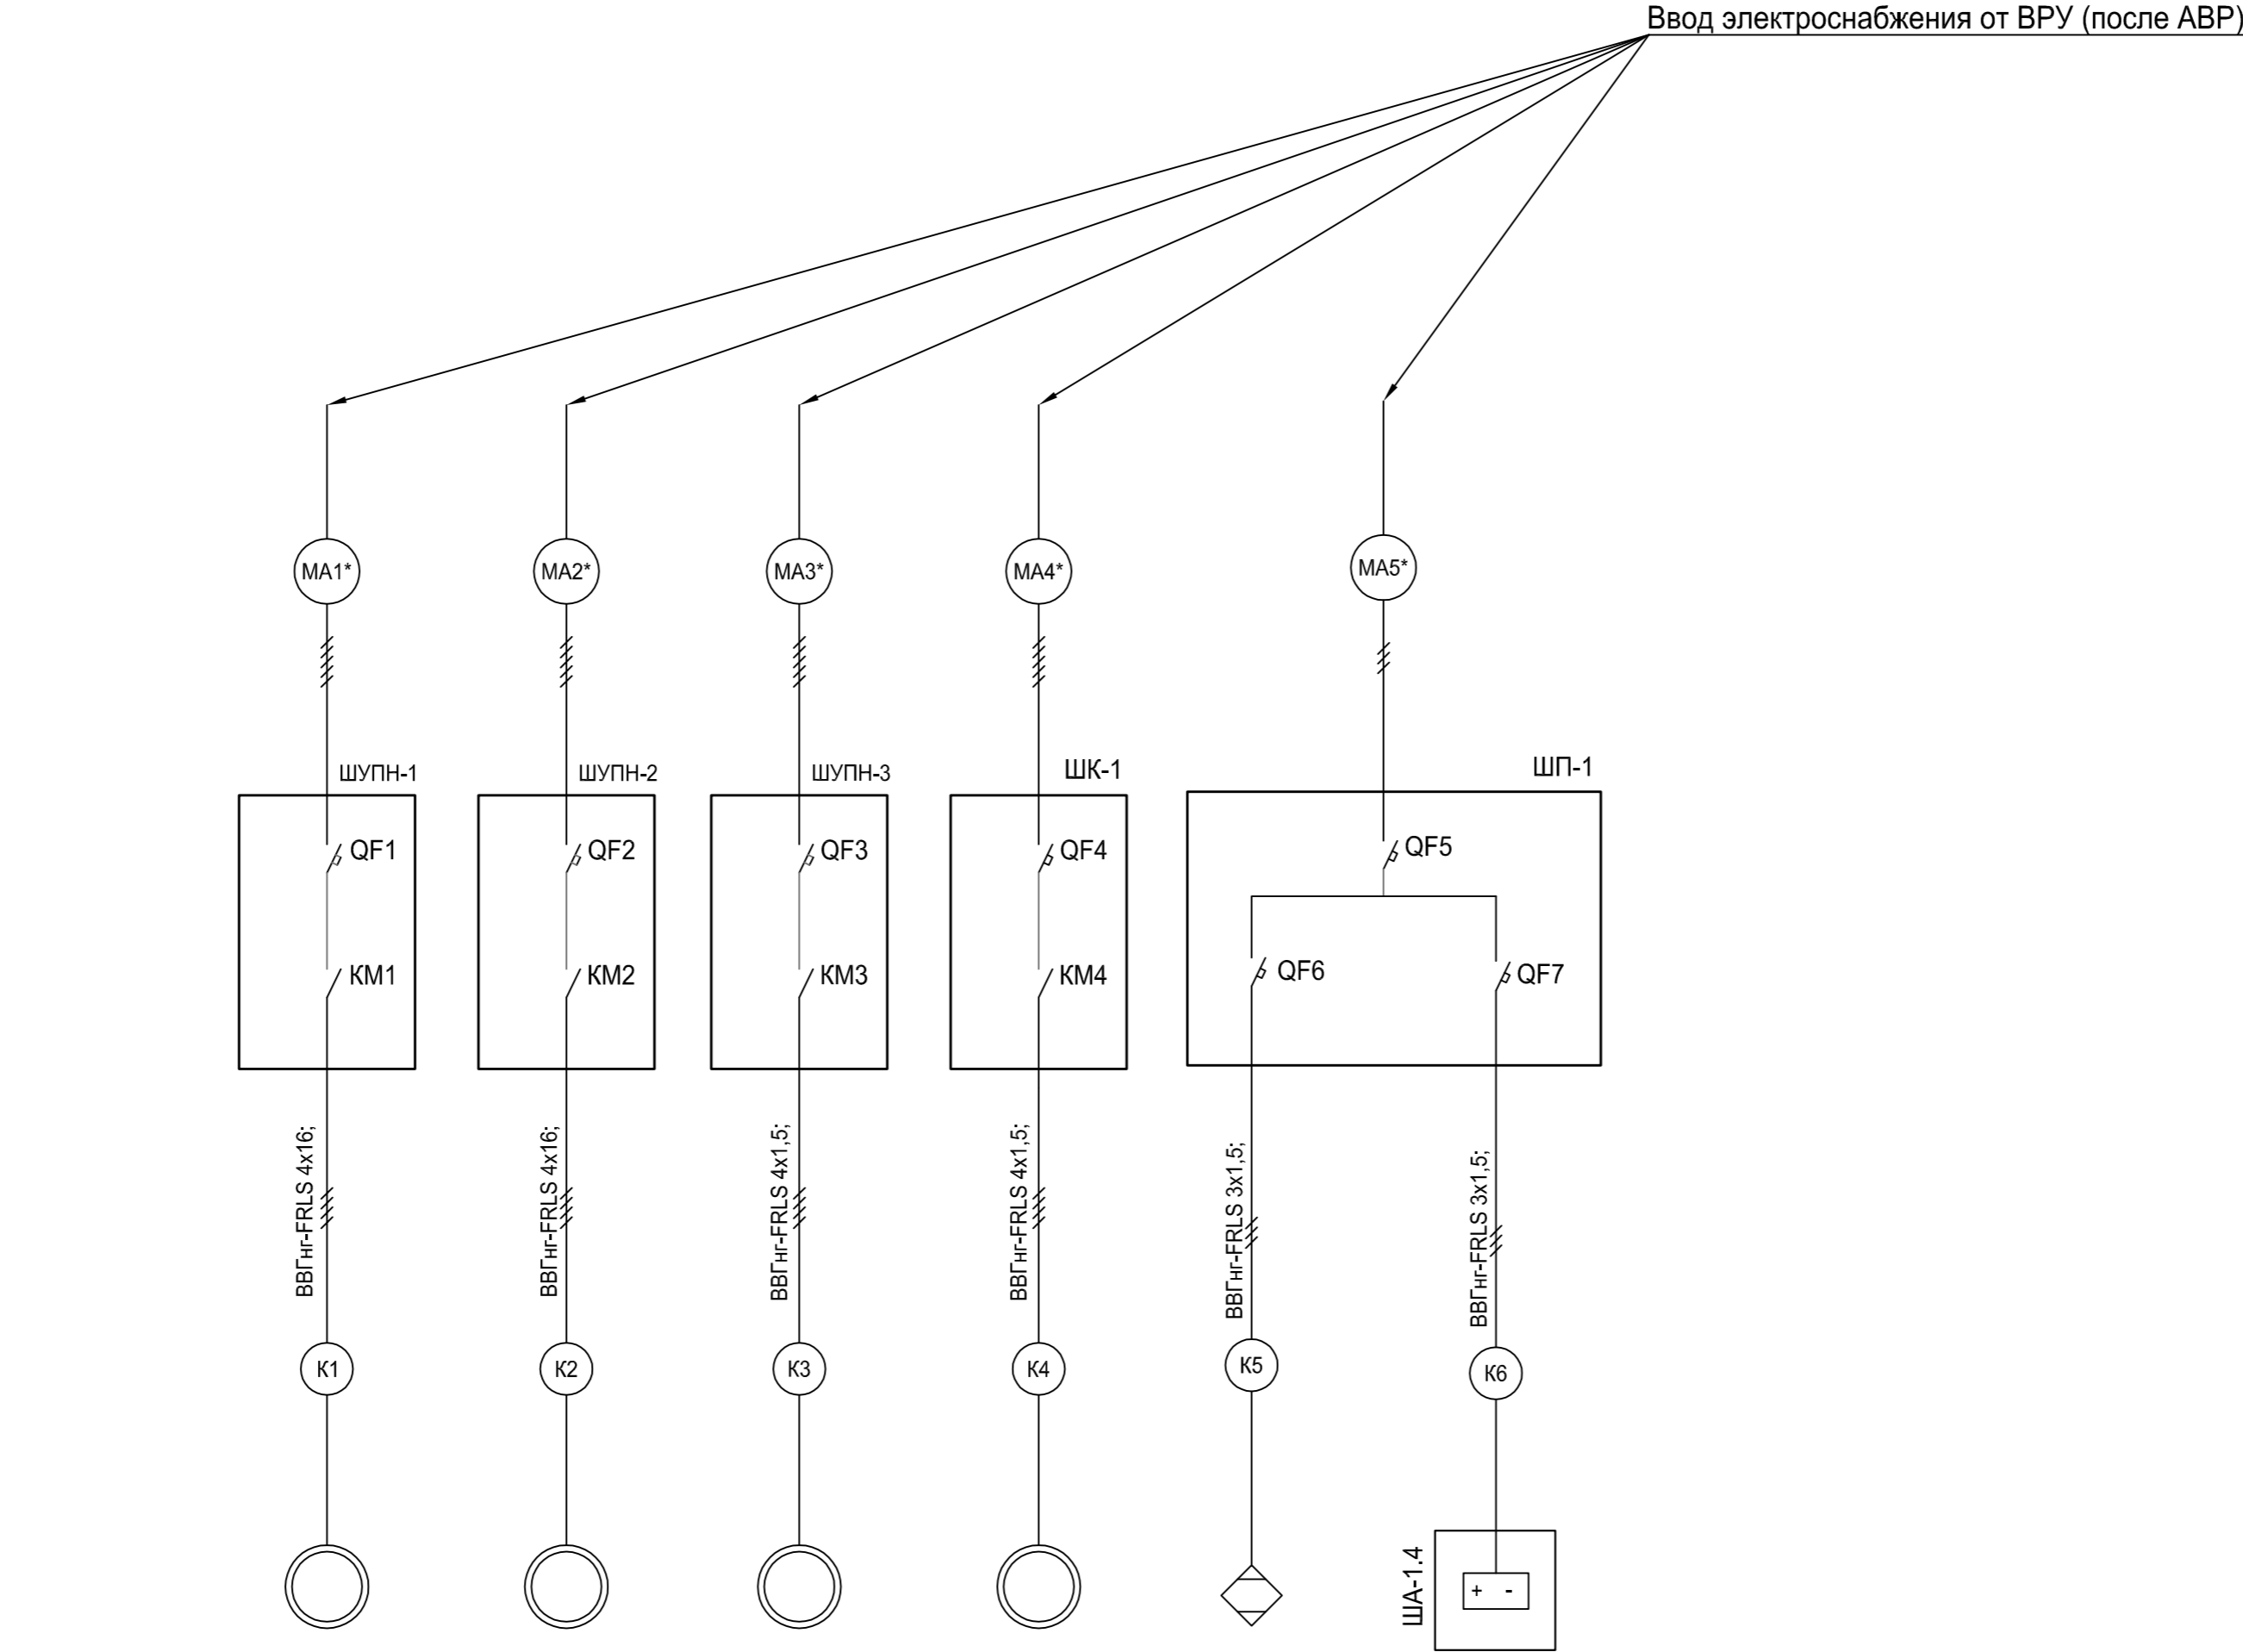 Ввод электроснабжения от ВРУ (после АВР)
МА1*
МА2*
МА3*
МА4*
МА5*
ШУПН-1
ШУПН-2
ШУПН-3
ШК-1
ШП-1
QF1
QF2
QF3
QF4
QF5
КМ1
КМ2
КМ3
КМ4
QF6
QF7
ВВГнг-FRLS 4х16;
ВВГнг-FRLS 4х16;
ВВГнг-FRLS 4х1,5;
ВВГнг-FRLS 4х1,5;
ВВГнг-FRLS 3х1,5;
ВВГнг-FRLS 3х1,5;
К1
К2
К3
К4
К5
К6
ША-1.4
+ -